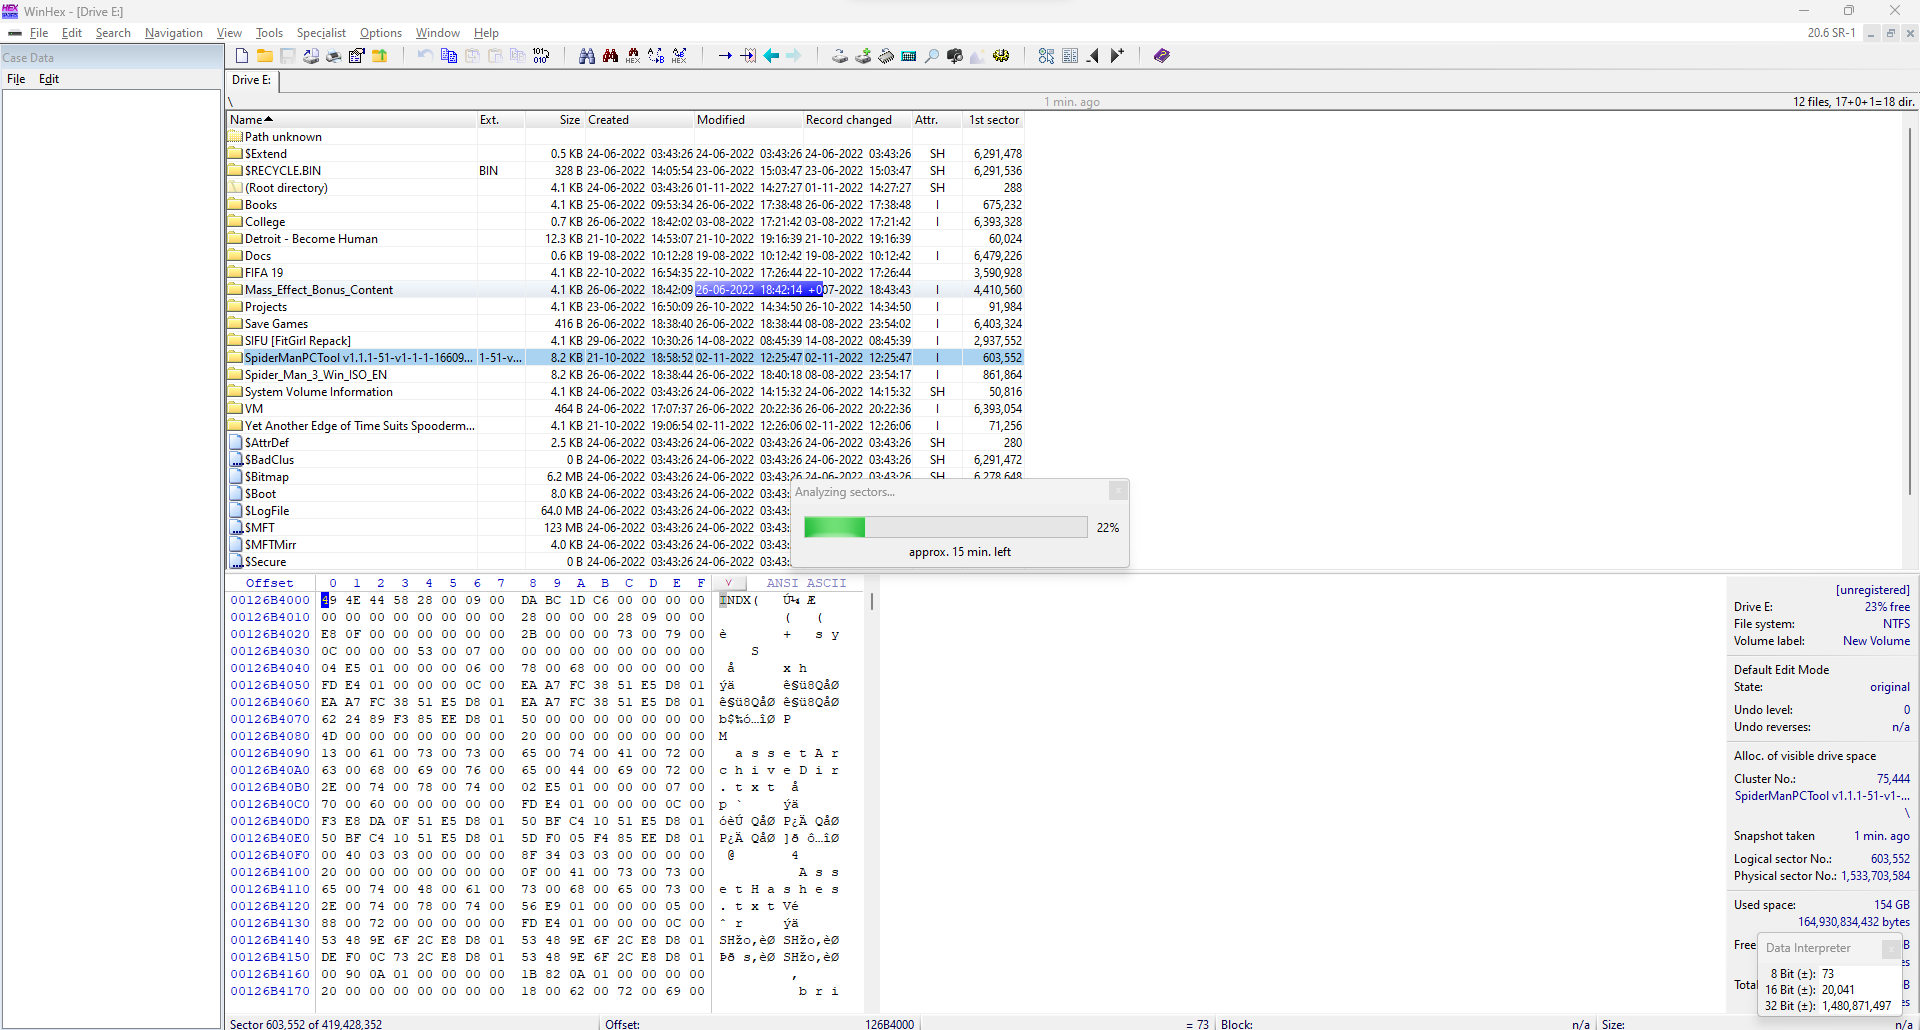 WinHex - [Drive E:]
File Edit Search Navigation View Tools Specialist Options Window Help
20.6 SR-1
Case Data
File Edit
Drive E:
\
1 min. ago
12 files, 17+0+1=18 dir.
Name Ext. Size Created Modified Record changed Attr. 1st sector
Path unknown
$Extend 0.5 KB 24-06-2022 03:43:26 24-06-2022 03:43:26 24-06-2022 03:43:26 SH 6,291,478
$RECYCLE.BIN BIN 328 B 23-06-2022 14:05:54 23-06-2022 15:03:47 23-06-2022 15:03:47 SH 6,291,536
(Root directory) 4.1 KB 24-06-2022 03:43:26 01-11-2022 14:27:27 01-11-2022 14:27:27 SH 288
Books 4.1 KB 25-06-2022 09:53:34 26-06-2022 17:38:48 26-06-2022 17:38:48 I 675,232
College 0.7 KB 26-06-2022 18:42:02 03-08-2022 17:21:42 03-08-2022 17:21:42 I 6,393,328
Detroit - Become Human 12.3 KB 21-10-2022 14:53:07 21-10-2022 19:16:39 21-10-2022 19:16:39 60,024
Docs 0.6 KB 19-08-2022 10:12:28 19-08-2022 10:12:42 19-08-2022 10:12:42 I 6,479,226
FIFA 19 4.1 KB 22-10-2022 16:54:35 22-10-2022 17:26:44 22-10-2022 17:26:44 3,590,928
Mass_Effect_Bonus_Content 4.1 KB 26-06-2022 18:42:09 26-06-2022 18:42:14 +0 07-2022 18:43:43 I 4,410,560
Projects 4.1 KB 23-06-2022 16:50:09 26-10-2022 14:34:50 26-10-2022 14:34:50 I 91,984
Save Games 416 B 26-06-2022 18:38:40 26-06-2022 18:38:44 08-08-2022 23:54:02 I 6,403,324
SIFU [FitGirl Repack] 4.1 KB 29-06-2022 10:30:26 14-08-2022 08:45:39 14-08-2022 08:45:39 I 2,937,552
SpiderManPCTool v1.1.1-51-v1-1-1-16609... 1-51-v... 8.2 KB 21-10-2022 18:58:52 02-11-2022 12:25:47 02-11-2022 12:25:47 I 603,552
Spider_Man_3_Win_ISO_EN 8.2 KB 26-06-2022 18:38:44 26-06-2022 18:40:18 08-08-2022 23:54:17 I 861,864
System Volume Information 4.1 KB 24-06-2022 03:43:26 24-06-2022 14:15:32 24-06-2022 14:15:32 SH 50,816
VM 464 B 24-06-2022 17:07:37 26-06-2022 20:22:36 26-06-2022 20:22:36 I 6,393,054
Yet Another Edge of Time Suits Spooderm... 4.1 KB 21-10-2022 19:06:54 02-11-2022 12:26:06 02-11-2022 12:26:06 I 71,256
$AttrDef 2.5 KB 24-06-2022 03:43:26 24-06-2022 03:43:26 24-06-2022 03:43:26 SH 280
$BadClus 0 B 24-06-2022 03:43:26 24-06-2022 03:43:26 24-06-2022 03:43:26 SH 6,291,472
$Bitmap 6.2 MB 24-06-2022 03:43:26 24-06-2022 03:43:26 24-06-2022 03:43:26 SH 6,278,648
$Boot 8.0 KB 24-06-2022 03:43:26 24-06-2022 03:43:
$LogFile 64.0 MB 24-06-2022 03:43:26 24-06-2022 03:43:
$MFT 123 MB 24-06-2022 03:43:26 24-06-2022 03:43:
$MFTMirr 4.0 KB 24-06-2022 03:43:26 24-06-2022 03:43:
$Secure 0 B 24-06-2022 03:43:26 24-06-2022 03:43:
Analyzing sectors...
22%
approx. 15 min. left
Offset 0 1 2 3 4 5 6 7 8 9 A B C D E F ANSI ASCII
00126B4000 49 4E 44 58 28 00 09 00 DA BC 1D C6 00 00 00 00 INDX( Ú¼ Æ
00126B4010 00 00 00 00 00 00 00 00 28 00 00 00 28 09 00 00 ( (
00126B4020 E8 0F 00 00 00 00 00 00 2B 00 00 00 73 00 79 00 è + s y
00126B4030 0C 00 00 00 53 00 07 00 00 00 00 00 00 00 00 00 S
00126B4040 04 E5 01 00 00 00 06 00 78 00 68 00 00 00 00 00 å x h
00126B4050 FD E4 01 00 00 00 0C 00 EA A7 FC 38 51 E5 D8 01 ýä ê§ü8QåØ
00126B4060 EA A7 FC 38 51 E5 D8 01 EA A7 FC 38 51 E5 D8 01 ê§ü8QåØ ê§ü8QåØ
00126B4070 62 24 89 F3 85 EE D8 01 50 00 00 00 00 00 00 00 b$‰ó…îØ P
00126B4080 4D 00 00 00 00 00 00 00 20 00 00 00 00 00 00 00 M
00126B4090 13 00 61 00 73 00 73 00 65 00 74 00 41 00 72 00 a s s e t A r
00126B40A0 63 00 68 00 69 00 76 00 65 00 44 00 69 00 72 00 c h i v e D i r
00126B40B0 2E 00 74 00 78 00 74 00 02 E5 01 00 00 00 07 00 . t x t å
00126B40C0 70 00 60 00 00 00 00 00 FD E4 01 00 00 00 0C 00 p ` ýä
00126B40D0 F3 E8 DA 0F 51 E5 D8 01 50 BF C4 10 51 E5 D8 01 óèÚ QåØ P¿Ä QåØ
00126B40E0 50 BF C4 10 51 E5 D8 01 5D F0 05 F4 85 EE D8 01 P¿Ä QåØ ]ð ô…îØ
00126B40F0 00 40 03 03 00 00 00 00 8F 34 03 03 00 00 00 00 @ 4
00126B4100 20 00 00 00 00 00 00 00 0F 00 41 00 73 00 73 00 A s s
00126B4110 65 00 74 00 48 00 61 00 73 00 68 00 65 00 73 00 e t H a s h e s
00126B4120 2E 00 74 00 78 00 74 00 56 E9 01 00 00 00 05 00 . t x t Vé
00126B4130 88 00 72 00 00 00 00 00 FD E4 01 00 00 00 0C 00 ˆ r ýä
00126B4140 53 48 9E 6F 2C E8 D8 01 53 48 9E 6F 2C E8 D8 01 SHžo,èØ SHžo,èØ
00126B4150 DE F0 0C 73 2C E8 D8 01 53 48 9E 6F 2C E8 D8 01 Þð s,èØ SHžo,èØ
00126B4160 00 90 0A 01 00 00 00 00 1B 82 0A 01 00 00 00 00 ‚
00126B4170 20 00 00 00 00 00 00 00 18 00 62 00 72 00 69 00 b r i
[unregistered]
Drive E: 23% free
File system: NTFS
Volume label: New Volume
Default Edit Mode
State: original
Undo level: 0
Undo reverses: n/a
Alloc. of visible drive space
Cluster No.: 75,444
SpiderManPCTool v1.1.1-51-v1-...
\
Snapshot taken 1 min. ago
Logical sector No.: 603,552
Physical sector No.: 1,533,703,584
Used space: 154 GB
164,930,834,432 bytes
Free
Total
Data Interpreter
8 Bit (±): 73
16 Bit (±): 20,041
32 Bit (±): 1,480,871,497
Sector 603,552 of 419,428,352 Offset: 126B4000 = 73 Block: n/a Size: n/a